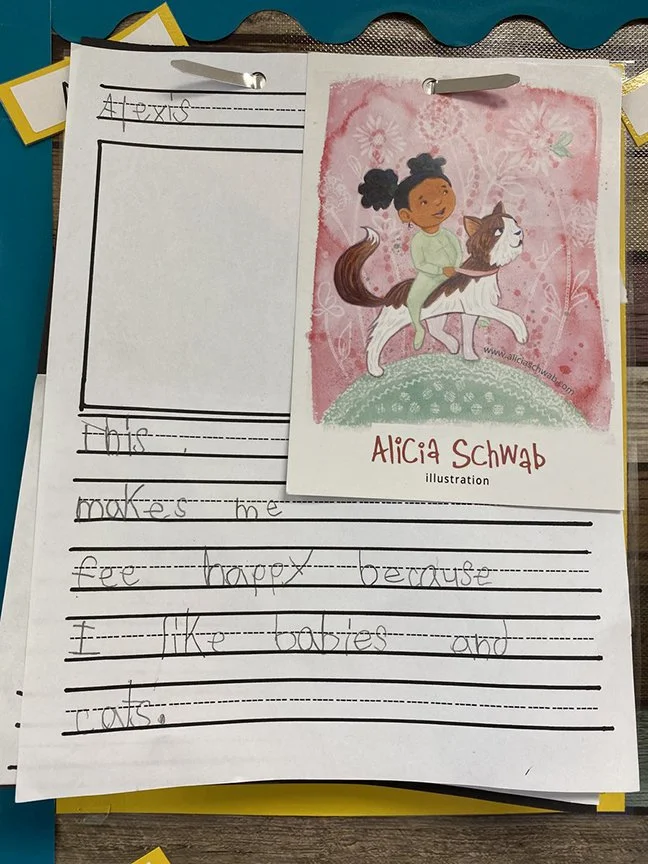 Alexis
This
makes me
fee happy because
I like babies and
cats.
www.aliciaschwab.com
Alicia Schwab
illustration